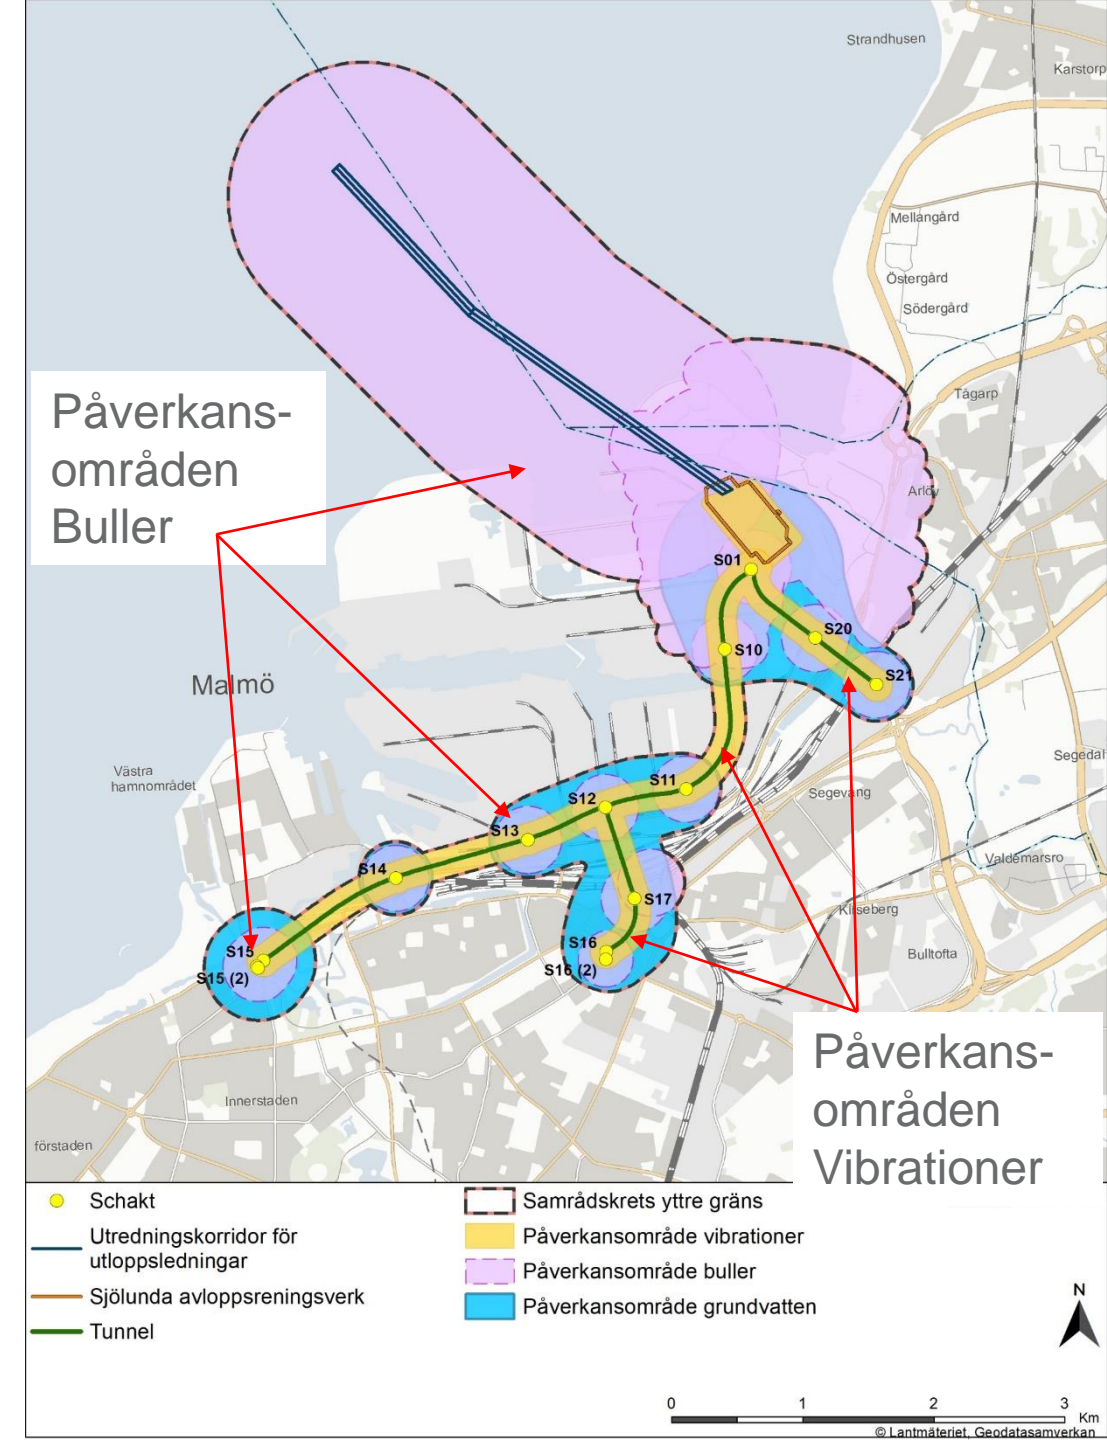 Strandhusen
Karstorp
Mellangård
Östergård
Södergård
Tågarp
Påverkans-
områden
Buller
Arlöv
S01
S20
S10
S21
Malmö
Västra
hamnområdet
Segedal
S11
Segevång
S12
S13
Valdemarsro
S14
S17
Kirseberg
S15
S16
Bulltofta
S15 (2)
S16 (2)
Påverkans-
områden
Vibrationer
Innerstaden
förstaden
Schakt
Utredningskorridor för
utloppsledningar
Sjölunda avloppsreningsverk
Tunnel
Samrådskrets yttre gräns
Påverkansområde vibrationer
Påverkansområde buller
Påverkansområde grundvatten
N
0 1 2 3
Km
© Lantmäteriet, Geodatasamverkan